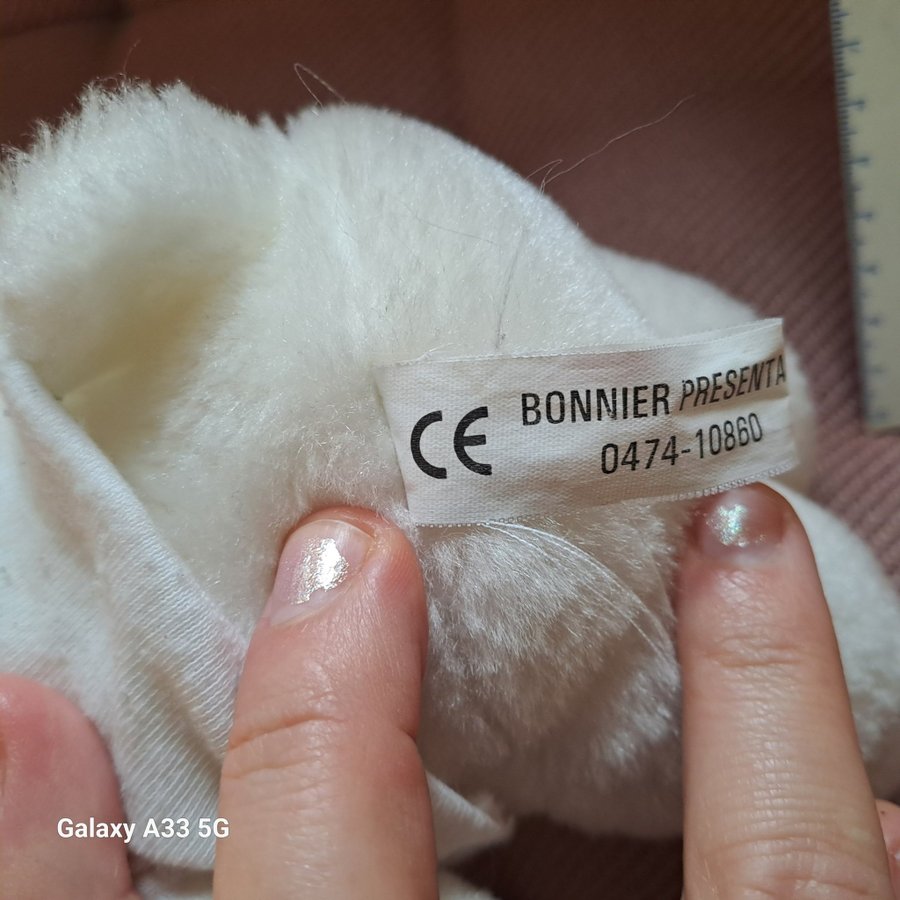 CE BONNIER PRESENTA
0474-10860
Galaxy A33 5G